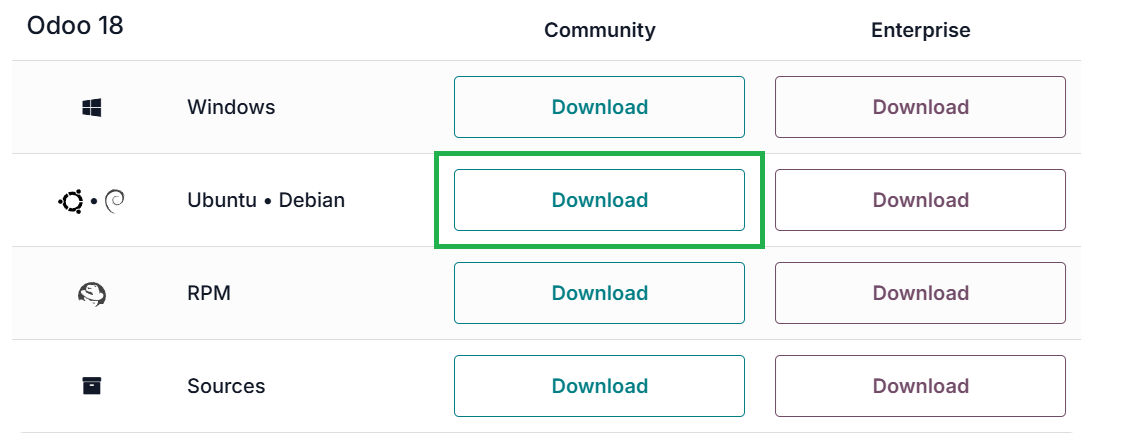 Odoo 18
Community Enterprise
Windows Download Download
Ubuntu • Debian Download Download
RPM Download Download
Sources Download Download